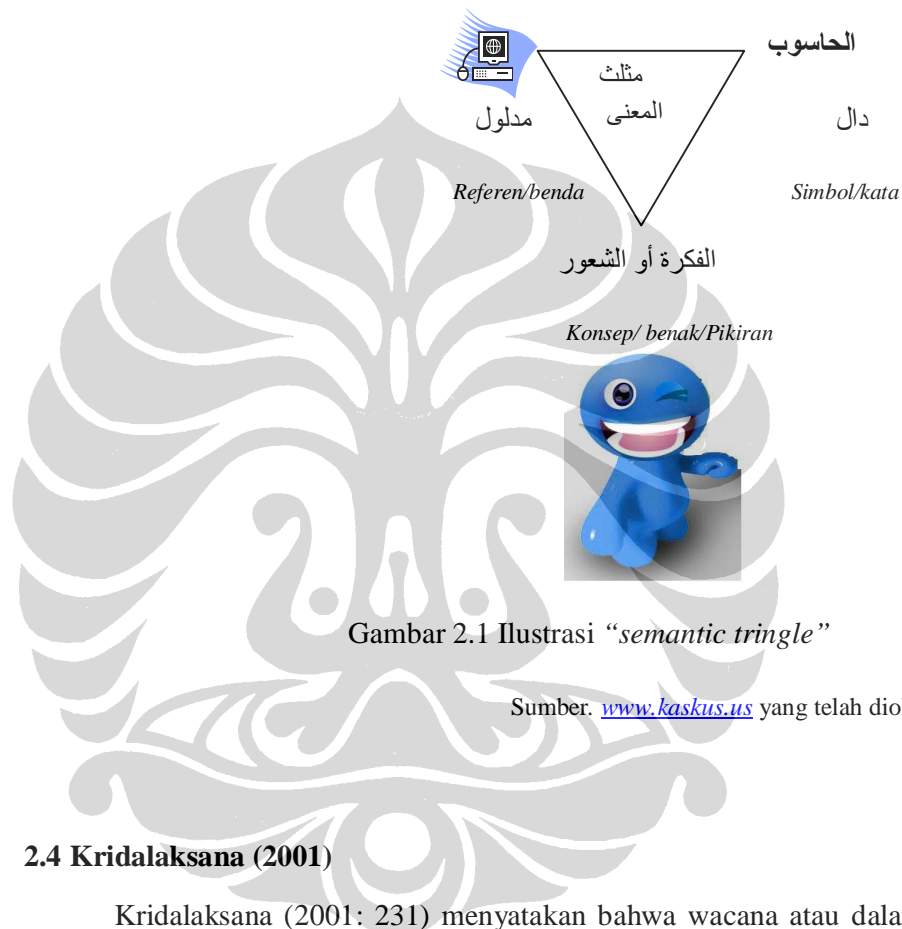 الحاسوب
مثلث
المعنى
مدلول
دال
Referen/benda
Simbol/kata
الفكرة أو الشعور
Konsep/ benak/Pikiran
Gambar 2.1 Ilustrasi “semantic tringle”
Sumber. www.kaskus.us yang telah diol
2.4 Kridalaksana (2001)
Kridalaksana (2001: 231) menyatakan bahwa wacana atau dala